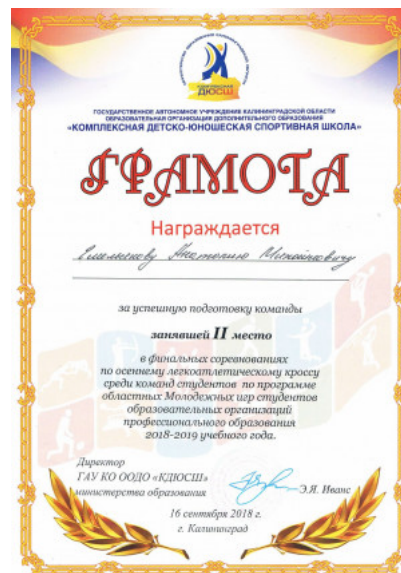 КОМПЛЕКСНАЯ
ДЮСШ
ГОСУДАРСТВЕННОЕ АВТОНОМНОЕ УЧРЕЖДЕНИЕ КАЛИНИНГРАДСКОЙ ОБЛАСТИ
ОБРАЗОВАТЕЛЬНАЯ ОРГАНИЗАЦИЯ ДОПОЛНИТЕЛЬНОГО ОБРАЗОВАНИЯ
«КОМПЛЕКСНАЯ ДЕТСКО-ЮНОШЕСКАЯ СПОРТИВНАЯ ШКОЛА»
ГРАМОТА
Награждается
Анатолию
за успешную подготовку команды
занявшей II место
в финальных соревнованиях
по осеннему легкоатлетическому кроссу
среди команд студентов по программе
областных Молодежных игр студентов
образовательных организаций
профессионального образования
2018-2019 учебного года.
Директор
ГАУ КО ООДО «КДЮСШ»
министерства образования
Э.Я. Иванс
16 сентября 2018 г.
г. Калининград